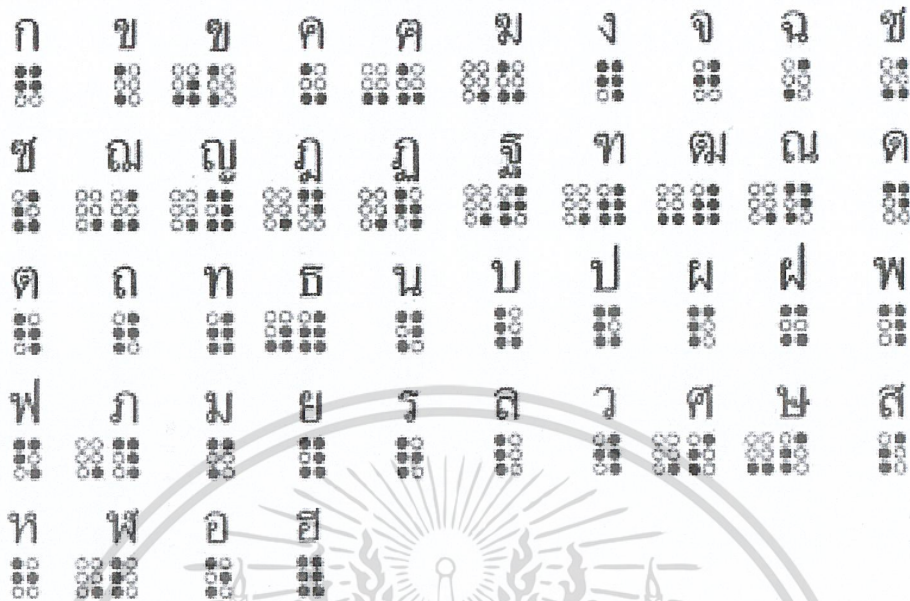 ก ข ฃ ค ฅ ฆ ง จ ฉ ช
ซ ฌ ญ ฎ ฏ ฐ ฑ ฒ ณ ด
ต ถ ท ธ น บ ป ผ ฝ พ
ฟ ภ ม ย ร ล ว ศ ษ ส
ห ฬ อ ฮ